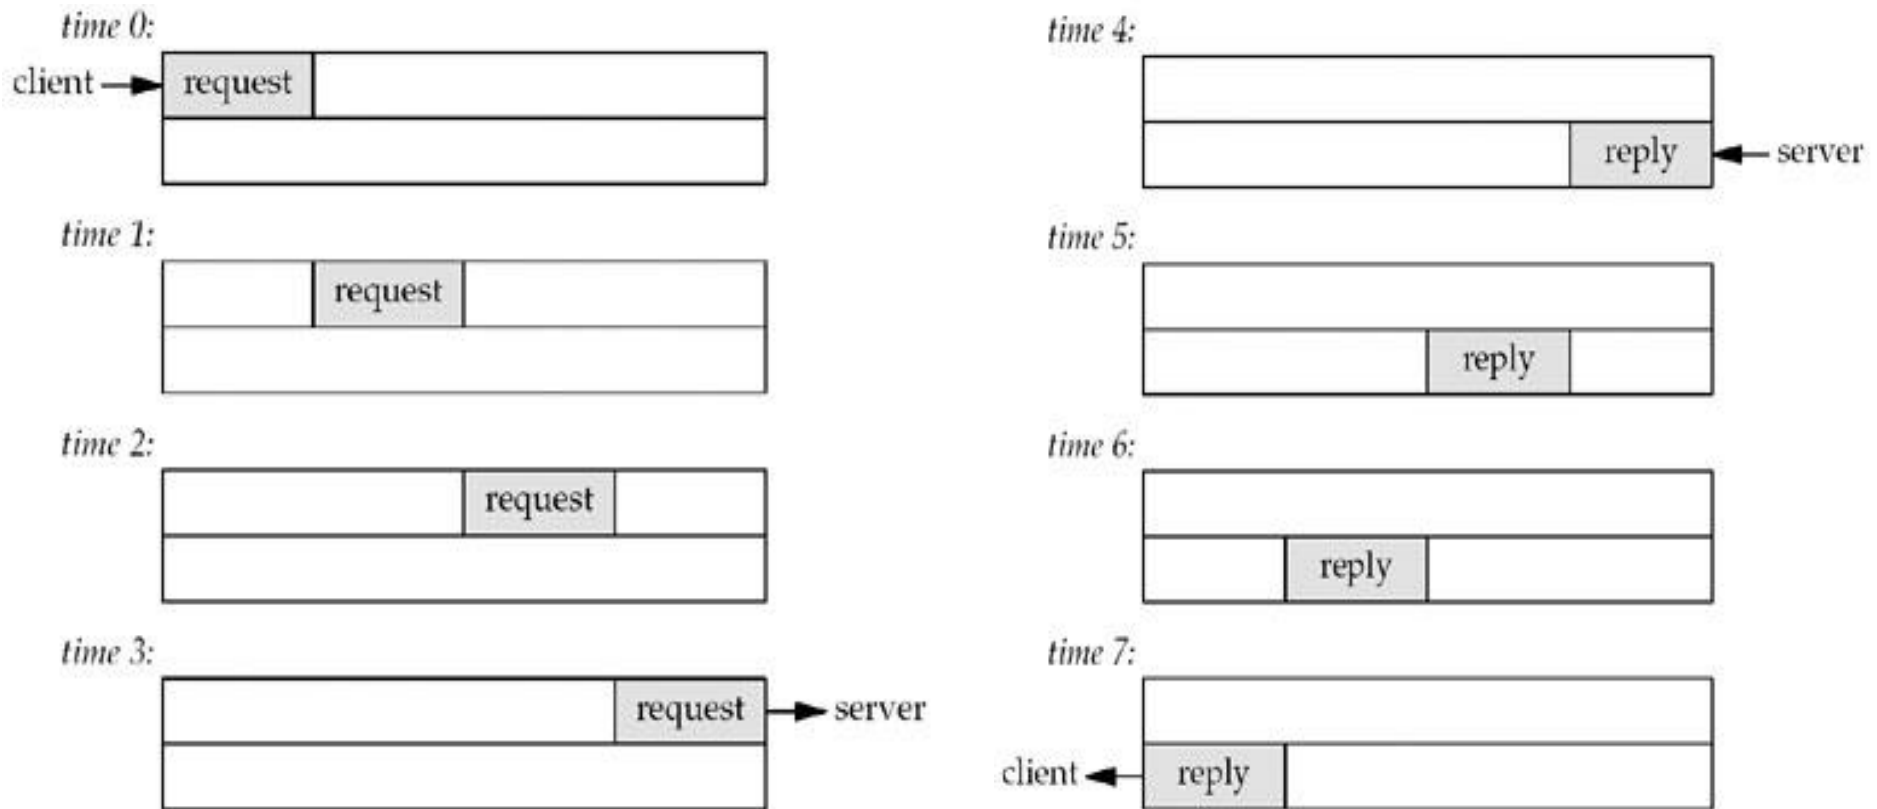 time 0:
client
request
time 1:
request
time 2:
request
time 3:
request
server
time 4:
reply
server
time 5:
reply
time 6:
reply
time 7:
client
reply